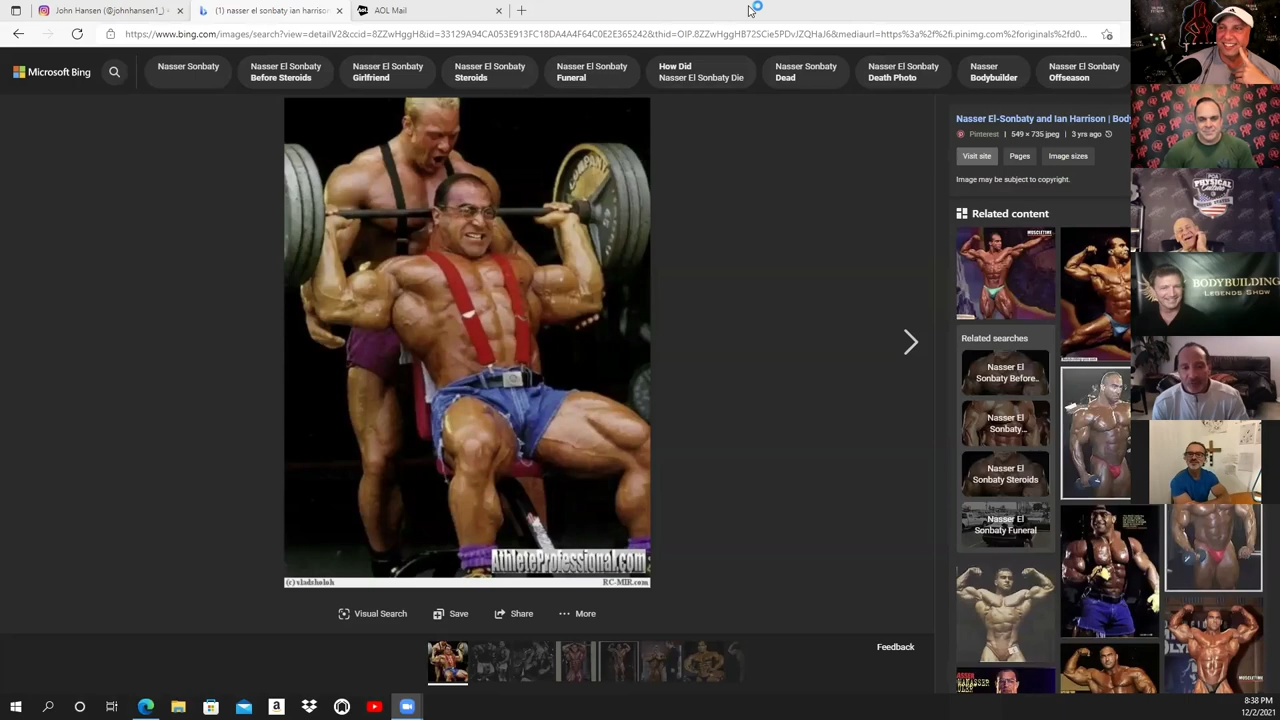 John Hansen (@johnhansen1_)
(1) nasser el sonbaty ian harrison
AOL Mail
https://www.bing.com/images/search?view=detailV2&ccid=8ZZwHggH&id=33129A94CA053E913FC18DA4A4F64C0E2E365242&thid=OIP.8ZZwHggHB72SCie5PDvJZQHaJ6&mediaurl=https%3a%2f%2fi.pinimg.com%2foriginals%2fd0...
Microsoft Bing
Nasser Sonbaty
Nasser El Sonbaty
Before Steroids
Nasser El Sonbaty
Girlfriend
Nasser El Sonbaty
Steroids
Nasser El Sonbaty
Funeral
How Did
Nasser El Sonbaty Die
Nasser Sonbaty
Dead
Nasser El Sonbaty
Death Photo
Nasser
Bodybuilder
Nasser El Sonbaty
Offseason
Nasser El-Sonbaty and Ian Harrison | Body
Pinterest | 549 × 735 jpeg | 3 yrs ago
Visit site
Pages
Image sizes
Image may be subject to copyright.
Related content
MUSCLETIME
Related searches
Nasser El
Sonbaty Before..
Nasser El
Sonbaty...
Nasser El
Sonbaty Steroids
Nasser El
Sonbaty Funeral
COMPANY
AthleteProfessional.com
(c) vladsholoh
RC-MIR.com
Visual Search
Save
Share
More
Feedback
PCA
PHYSICAL
CULTURE
BODYBUILDING
LEGENDS SHOW
8:38 PM
12/2/2021